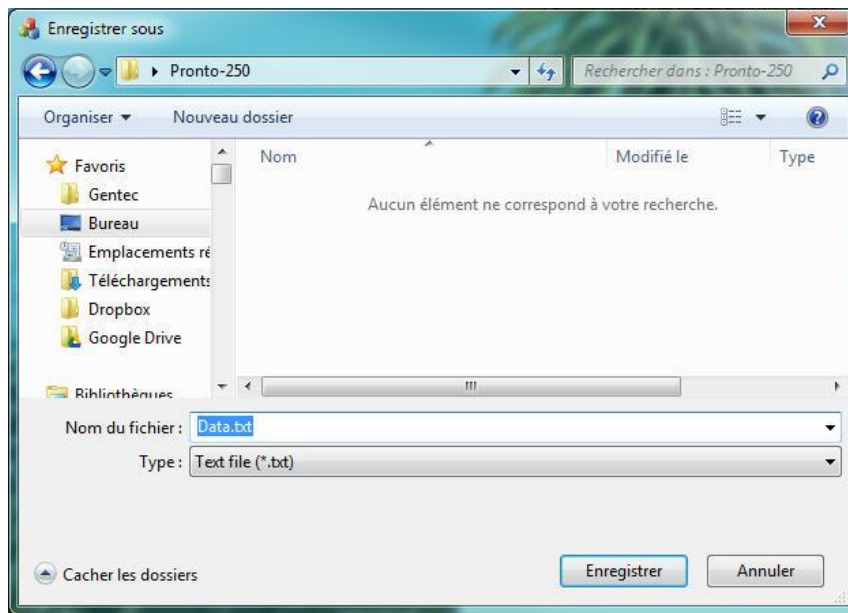 Enregistrer sous
Pronto-250
Rechercher dans : Pronto-250
Organiser
Nouveau dossier
Nom
Modifié le
Type
Favoris
Gentec
Bureau
Emplacements ré
Téléchargements
Dropbox
Google Drive
Bibliothèques
Aucun élément ne correspond à votre recherche.
Nom du fichier :
Data.txt
Type :
Text file (*.txt)
Cacher les dossiers
Enregistrer
Annuler